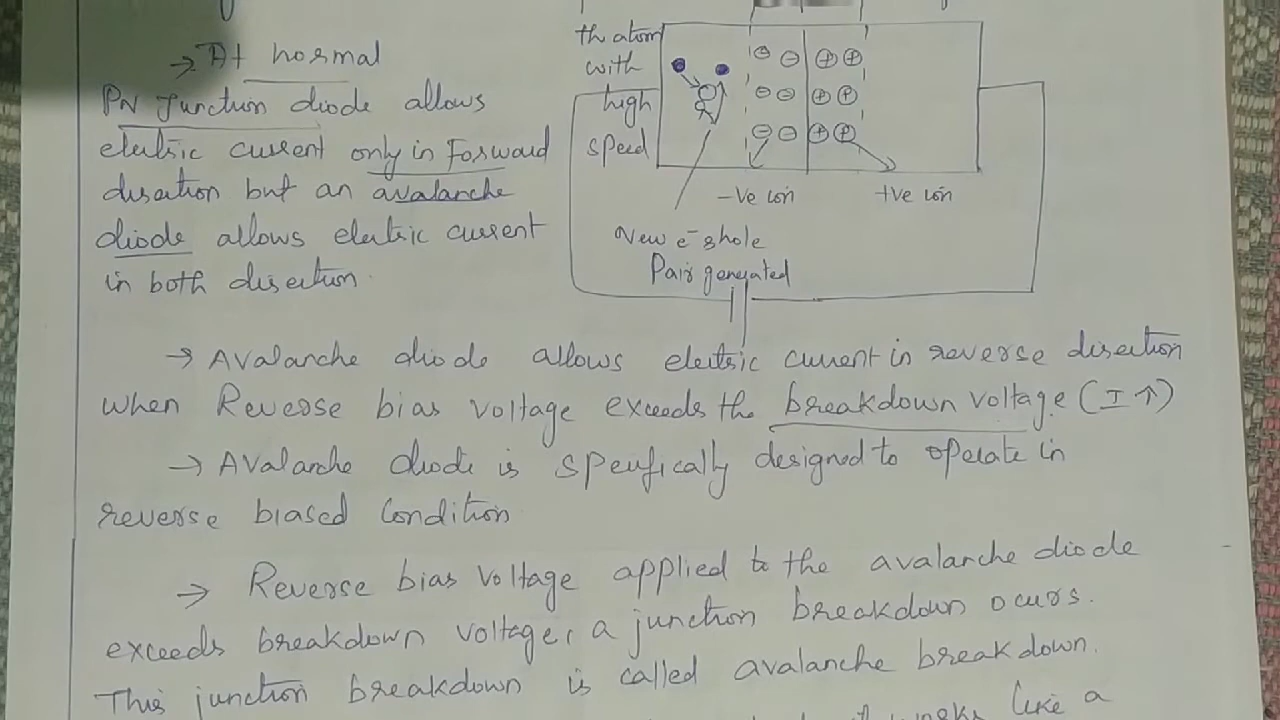 → At normal
PN Junction diode allows
electric current only in Forward
direction but an avalanche
diode allows electric current
in both direction.
th atom
with
high
speed
-ve ion
+ve ion
New e⁻ & hole
Pair generated
→ Avalanche diode allows electric current in reverse direction
when Reverse bias voltage exceeds the breakdown voltage (I↑)
→ Avalanche diode is specifically designed to operate in
reverse biased Condition
→ Reverse bias voltage applied to the avalanche diode
exceeds breakdown voltage, a junction breakdown ocurs.
This junction breakdown is called avalanche breakdown.
like a